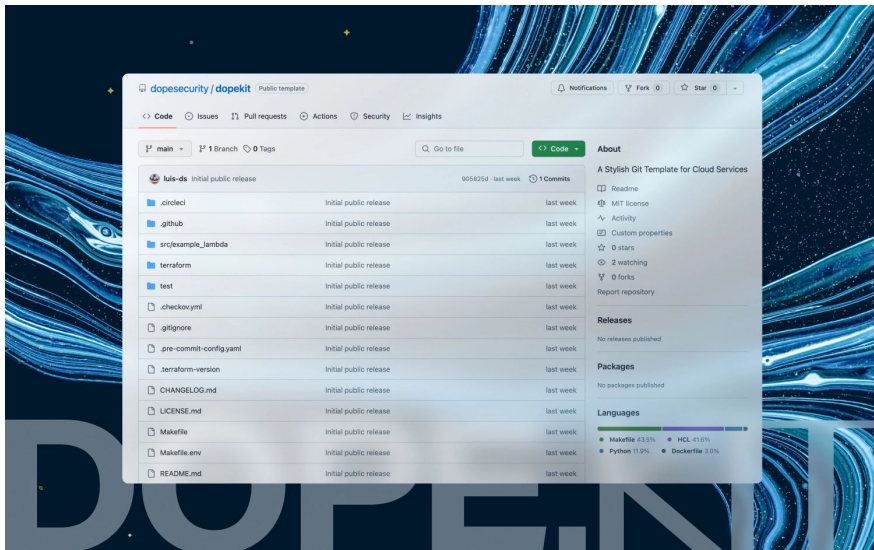 dopesecurity / dopekit Public template
Notifications Fork 0 Star 0
Code Issues Pull requests Actions Security Insights
main 1 Branch 0 Tags Go to file Code
luis-ds Initial public release 905825d · last week 1 Commits
.circleci Initial public release last week
.github Initial public release last week
src/example_lambda Initial public release last week
terraform Initial public release last week
test Initial public release last week
.checkov.yml Initial public release last week
.gitignore Initial public release last week
.pre-commit-config.yaml Initial public release last week
.terraform-version Initial public release last week
CHANGELOG.md Initial public release last week
LICENSE.md Initial public release last week
Makefile Initial public release last week
Makefile.env Initial public release last week
README.md Initial public release last week
About
A Stylish Git Template for Cloud Services
Readme
MIT license
Activity
Custom properties
0 stars
2 watching
0 forks
Report repository
Releases
No releases published
Packages
No packages published
Languages
Makefile 43.5% HCL 41.6%
Python 11.9% Dockerfile 3.0%
DOPE.KIT